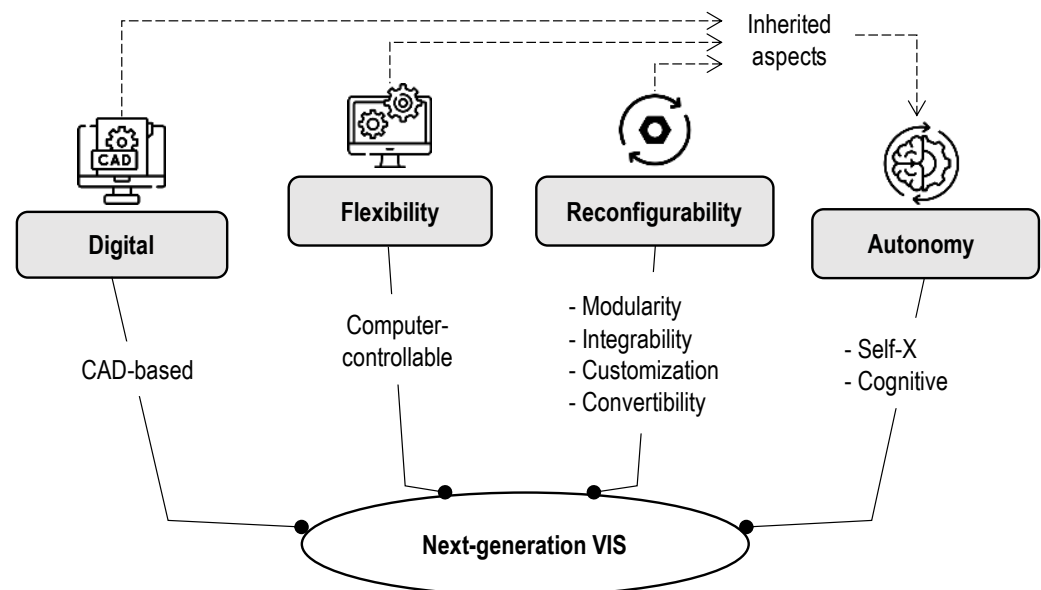 Inherited
aspects
CAD
Digital
Flexibility
Reconfigurability
Autonomy
CAD-based
Computer-
controllable
- Modularity
- Integrability
- Customization
- Convertibility
- Self-X
- Cognitive
Next-generation VIS